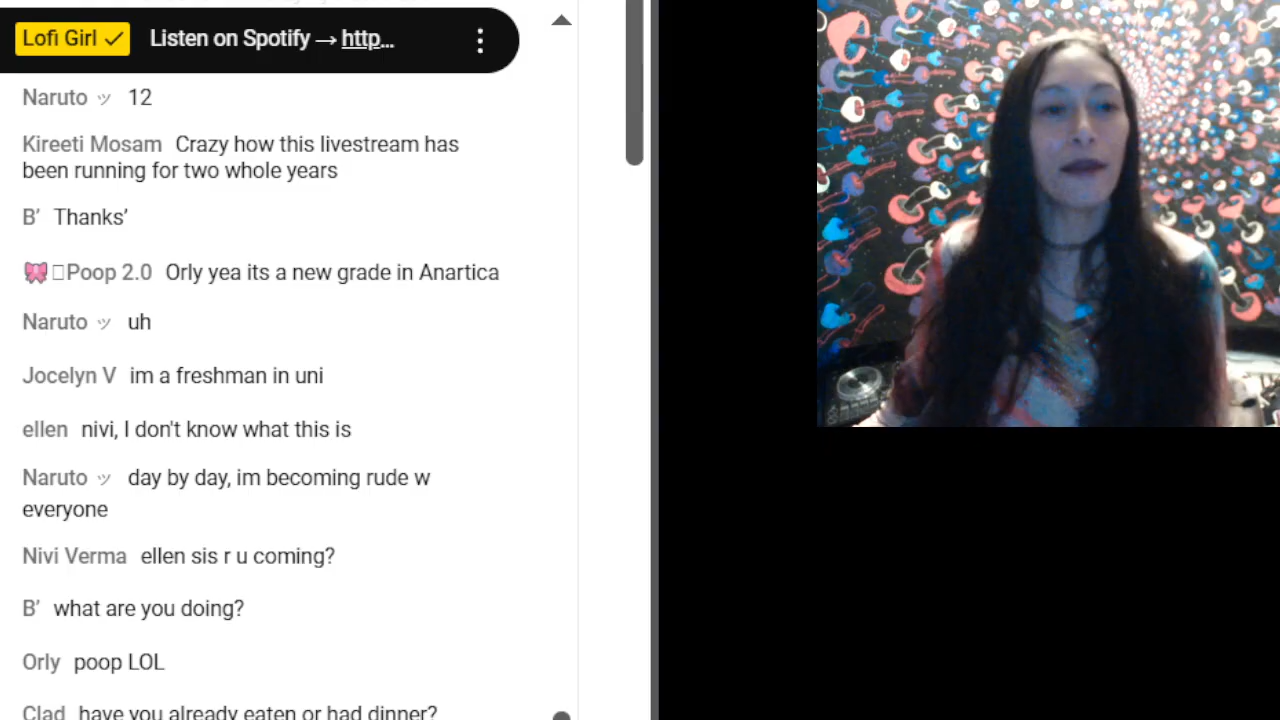 Lofi Girl ✓ Listen on Spotify → http...
Naruto ッ 12
Kireeti Mosam Crazy how this livestream has
been running for two whole years
B’ Thanks’
🎀□Poop 2.0 Orly yea its a new grade in Anartica
Naruto ッ uh
Jocelyn V im a freshman in uni
ellen nivi, I don't know what this is
Naruto ッ day by day, im becoming rude w
everyone
Nivi Verma ellen sis r u coming?
B’ what are you doing?
Orly poop LOL
Clad have you already eaten or had dinner?